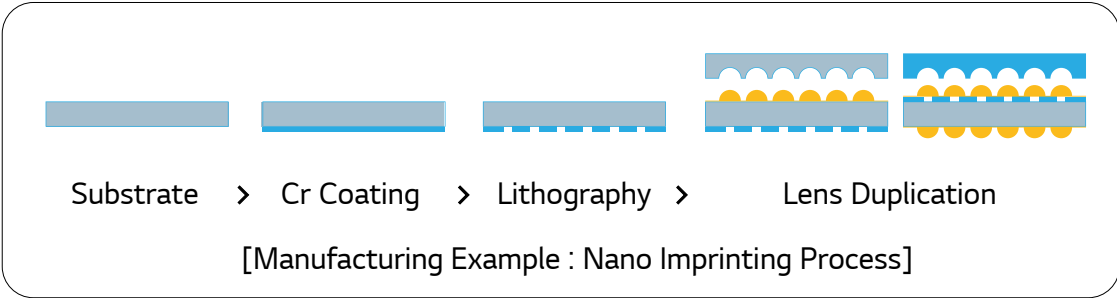 Substrate > Cr Coating > Lithography > Lens Duplication
[Manufacturing Example : Nano Imprinting Process]